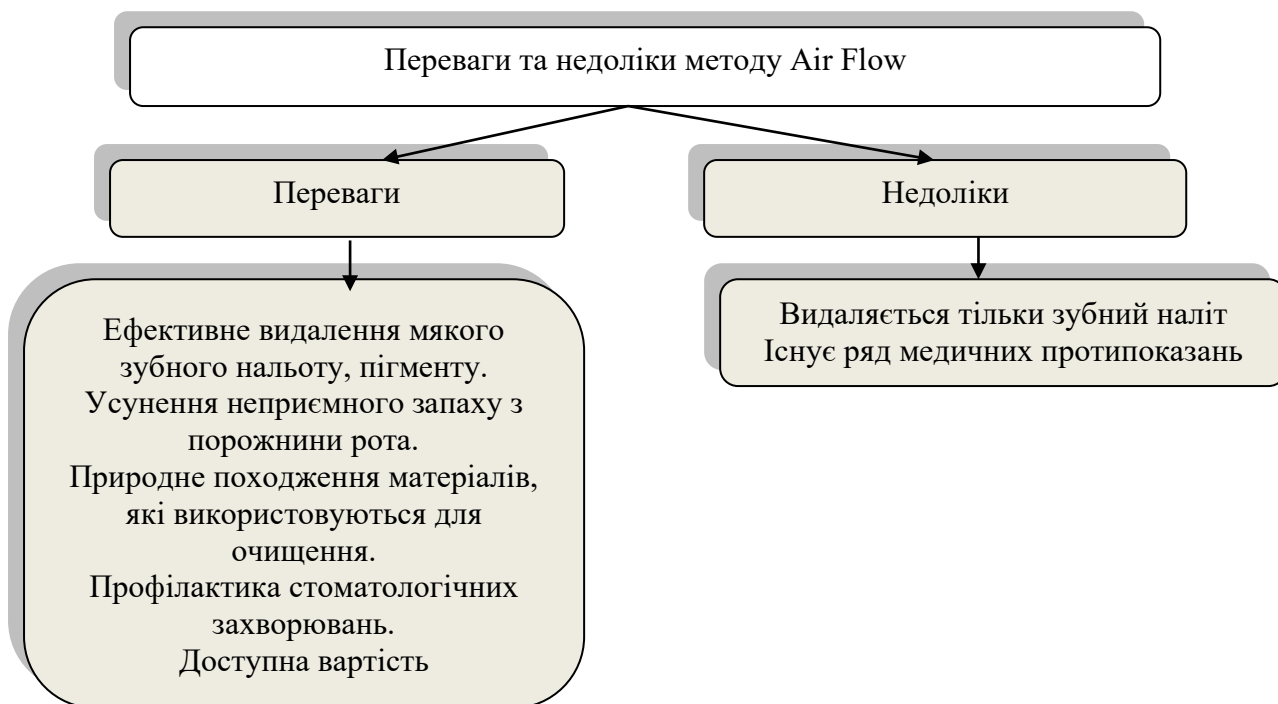 Переваги та недоліки методу Air Flow
Переваги
Недоліки
Ефективне видалення мякого
зубного нальоту, пігменту.
Усунення неприємного запаху з
порожнини рота.
Природне походження матеріалів,
які використовуються для
очищення.
Профілактика стоматологічних
захворювань.
Доступна вартість
Видаляється тільки зубний наліт
Існує ряд медичних протипоказань